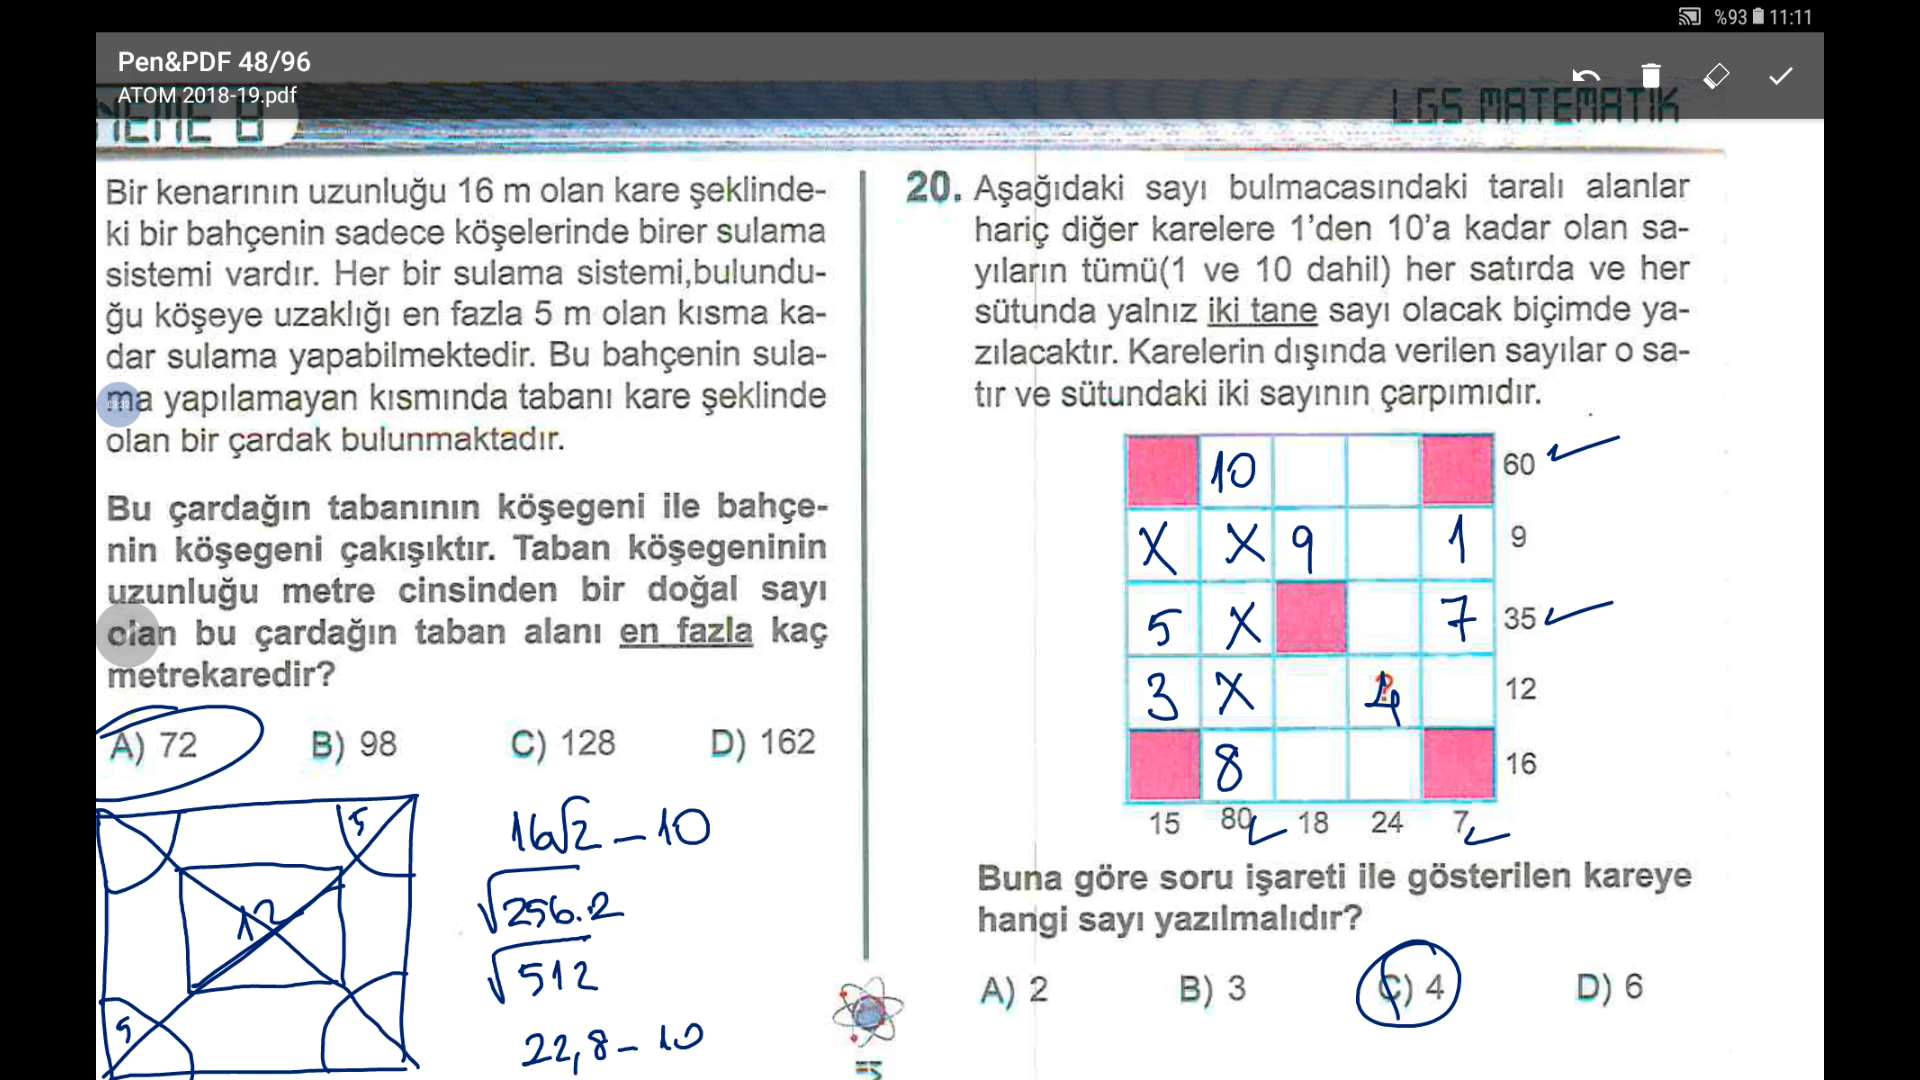 %93 11:11
Pen&PDF 48/96
ATOM 2018-19.pdf
NEME 8
LGS MATEMATİK
Bir kenarının uzunluğu 16 m olan kare şeklinde-
ki bir bahçenin sadece köşelerinde birer sulama
sistemi vardır. Her bir sulama sistemi,bulundu-
ğu köşeye uzaklığı en fazla 5 m olan kısma ka-
dar sulama yapabilmektedir. Bu bahçenin sula-
ma yapılamayan kısmında tabanı kare şeklinde
olan bir çardak bulunmaktadır.
Bu çardağın tabanının köşegeni ile bahçe-
nin köşegeni çakışıktır. Taban köşegeninin
uzunluğu metre cinsinden bir doğal sayı
olan bu çardağın taban alanı en fazla kaç
metrekaredir?
A) 72 B) 98 C) 128 D) 162
5
12
5
16√2 - 10
√256.2
√512
22,8 - 10
20. Aşağıdaki sayı bulmacasındaki taralı alanlar
hariç diğer karelere 1'den 10'a kadar olan sa-
yıların tümü(1 ve 10 dahil) her satırda ve her
sütunda yalnız iki tane sayı olacak biçimde ya-
zılacaktır. Karelerin dışında verilen sayılar o sa-
tır ve sütundaki iki sayının çarpımıdır.
10 60
X X 9 1 9
5 X 7 35
3 X 4 12
8 16
15 80 18 24 7
Buna göre soru işareti ile gösterilen kareye
hangi sayı yazılmalıdır?
A) 2 B) 3 C) 4 D) 6